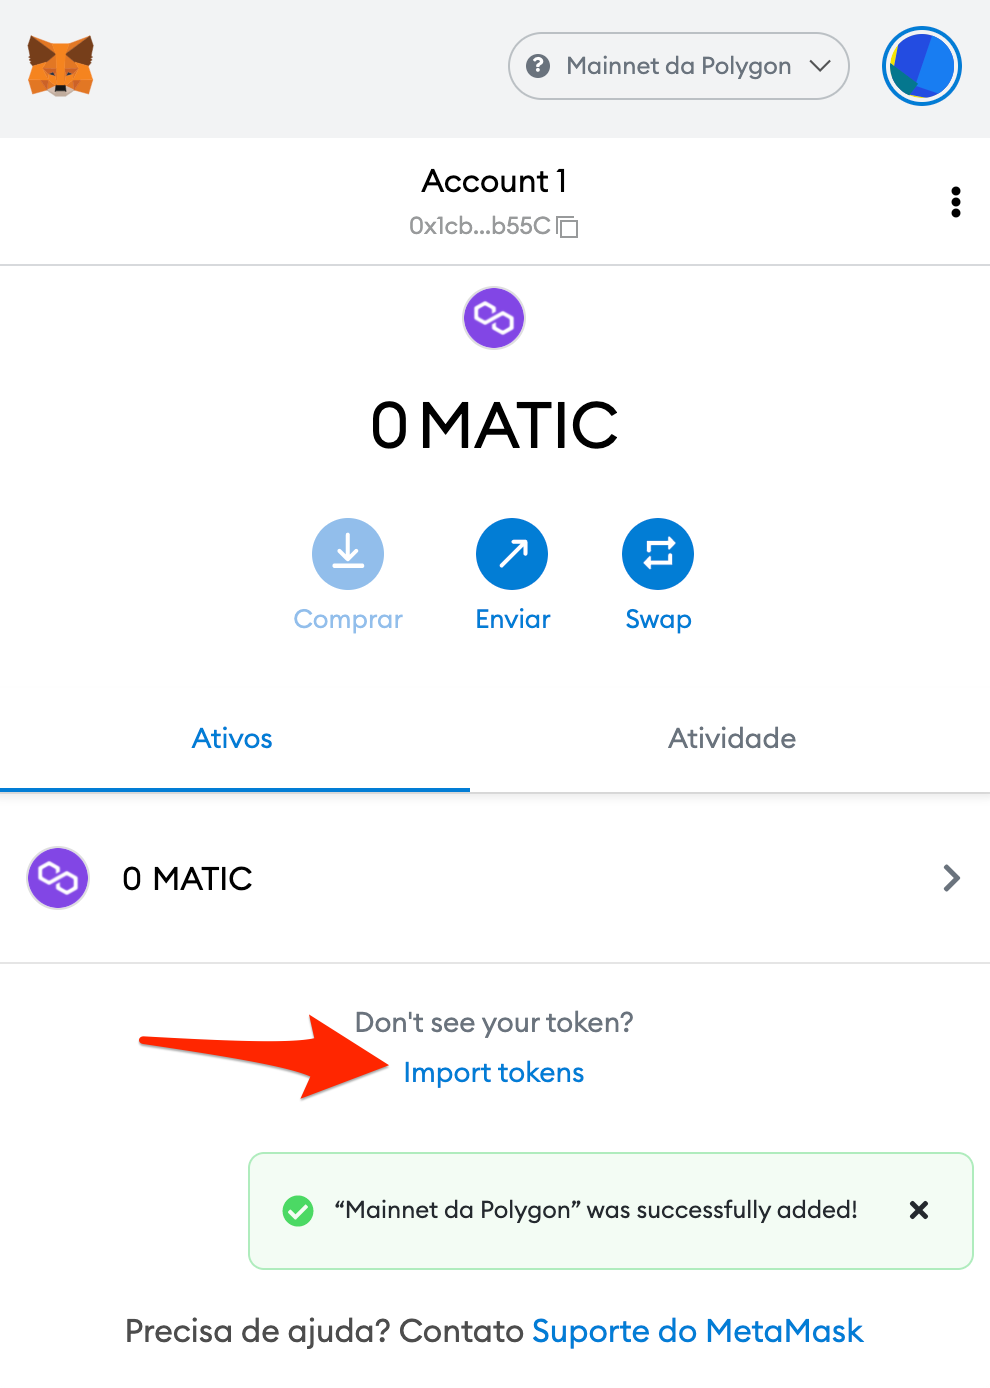 Mainnet da Polygon
Account 1
0x1cb...b55C
0 MATIC
Comprar
Enviar
Swap
Ativos
Atividade
0 MATIC
Don't see your token?
Import tokens
“Mainnet da Polygon” was successfully added!
Precisa de ajuda? Contato Suporte do MetaMask